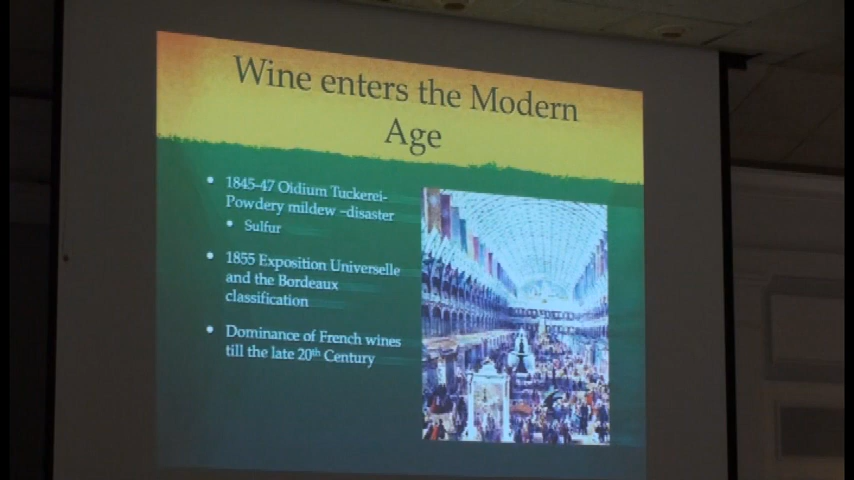 Wine enters the Modern
Age
• 1845-47 Oidium Tuckerei-
Powdery mildew –disaster
• Sulfur
• 1855 Exposition Universelle
and the Bordeaux
classification
• Dominance of French wines
till the late 20th Century